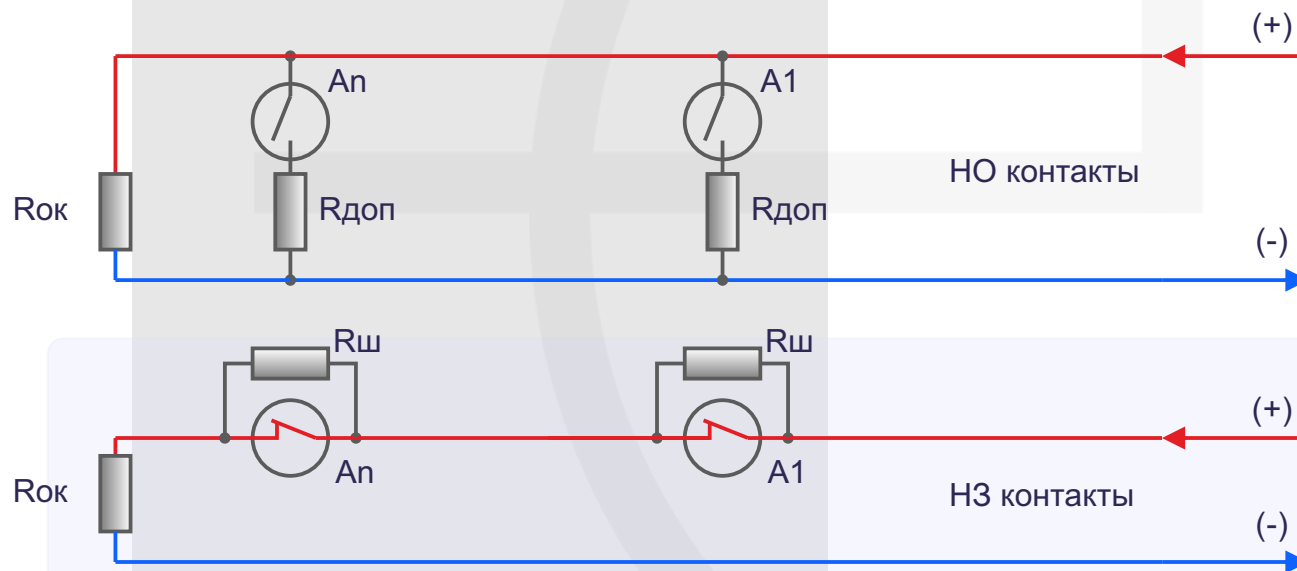 (+)
An
A1
НО контакты
Rок
Rдоп
Rдоп
(-)
Rш
Rш
(+)
An
A1
Rок
НЗ контакты
(-)